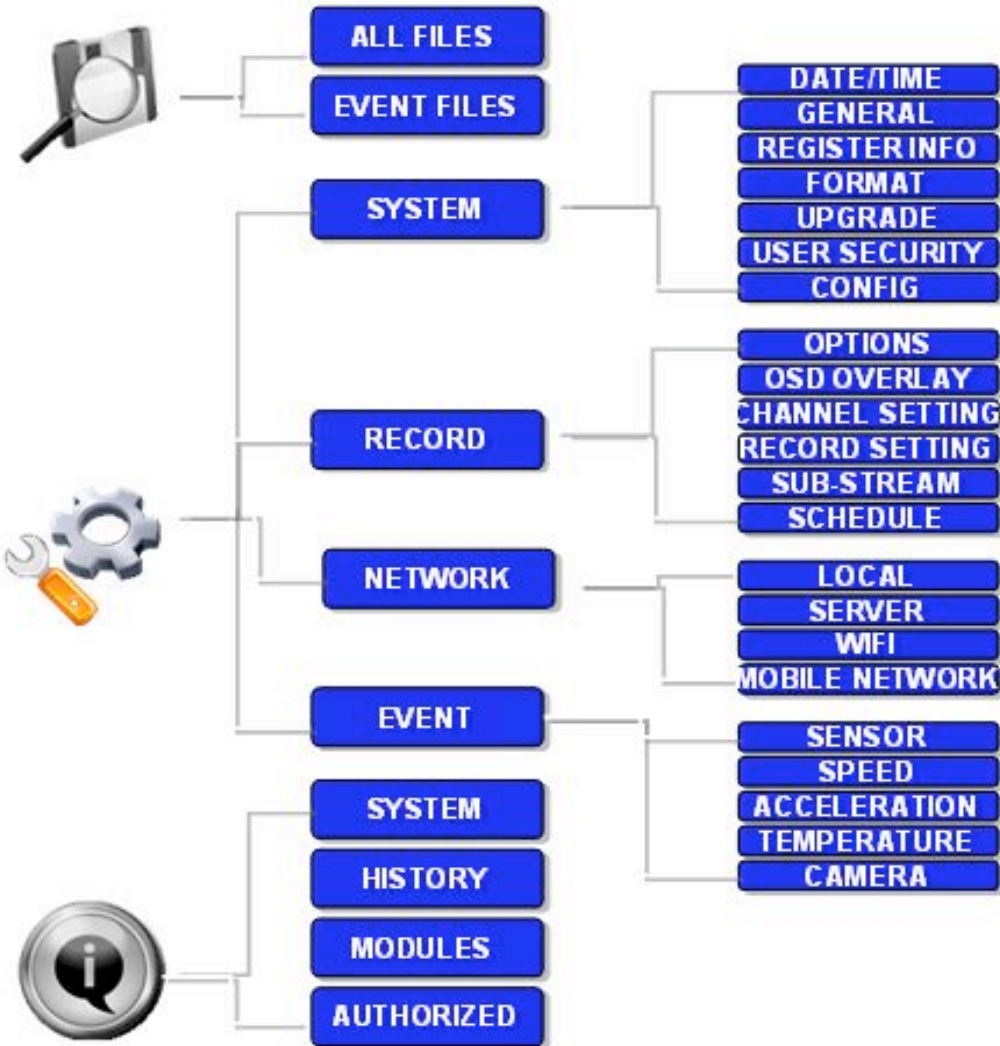 ALL FILES
EVENT FILES
SYSTEM
DATE/TIME
GENERAL
REGISTER INFO
FORMAT
UPGRADE
USER SECURITY
CONFIG
RECORD
OPTIONS
OSD OVERLAY
CHANNEL SETTING
RECORD SETTING
SUB-STREAM
SCHEDULE
NETWORK
LOCAL
SERVER
WIFI
MOBILE NETWORK
EVENT
SENSOR
SPEED
ACCELERATION
TEMPERATURE
CAMERA
SYSTEM
HISTORY
MODULES
AUTHORIZED
i